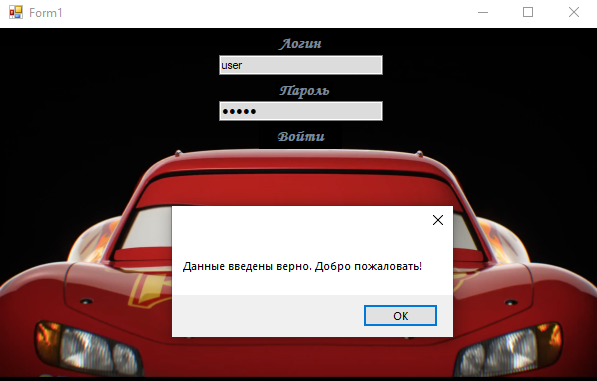 Form1
Логин
user
Пароль
●●●●●
Войти
Данные введены верно. Добро пожаловать!
OK